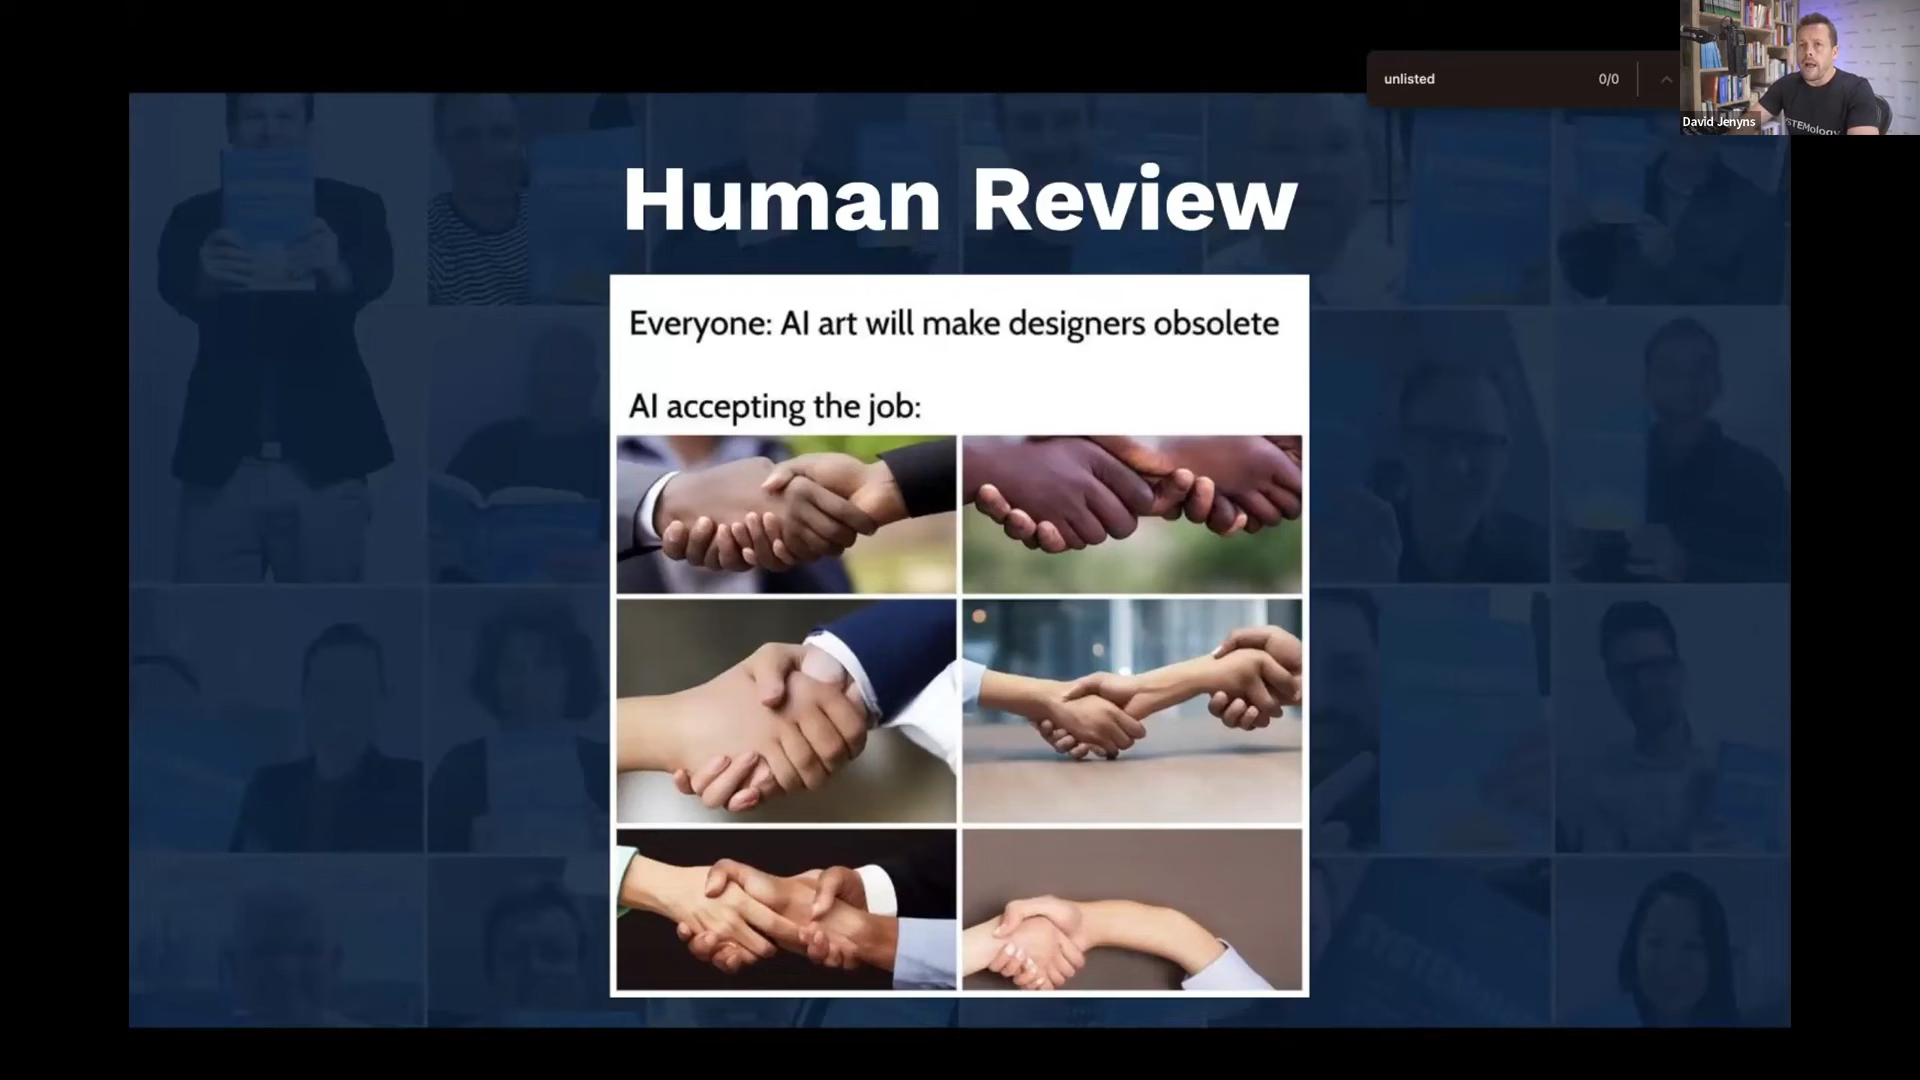 unlisted 0/0
David Jenyns
Human Review
Everyone: AI art will make designers obsolete
AI accepting the job: